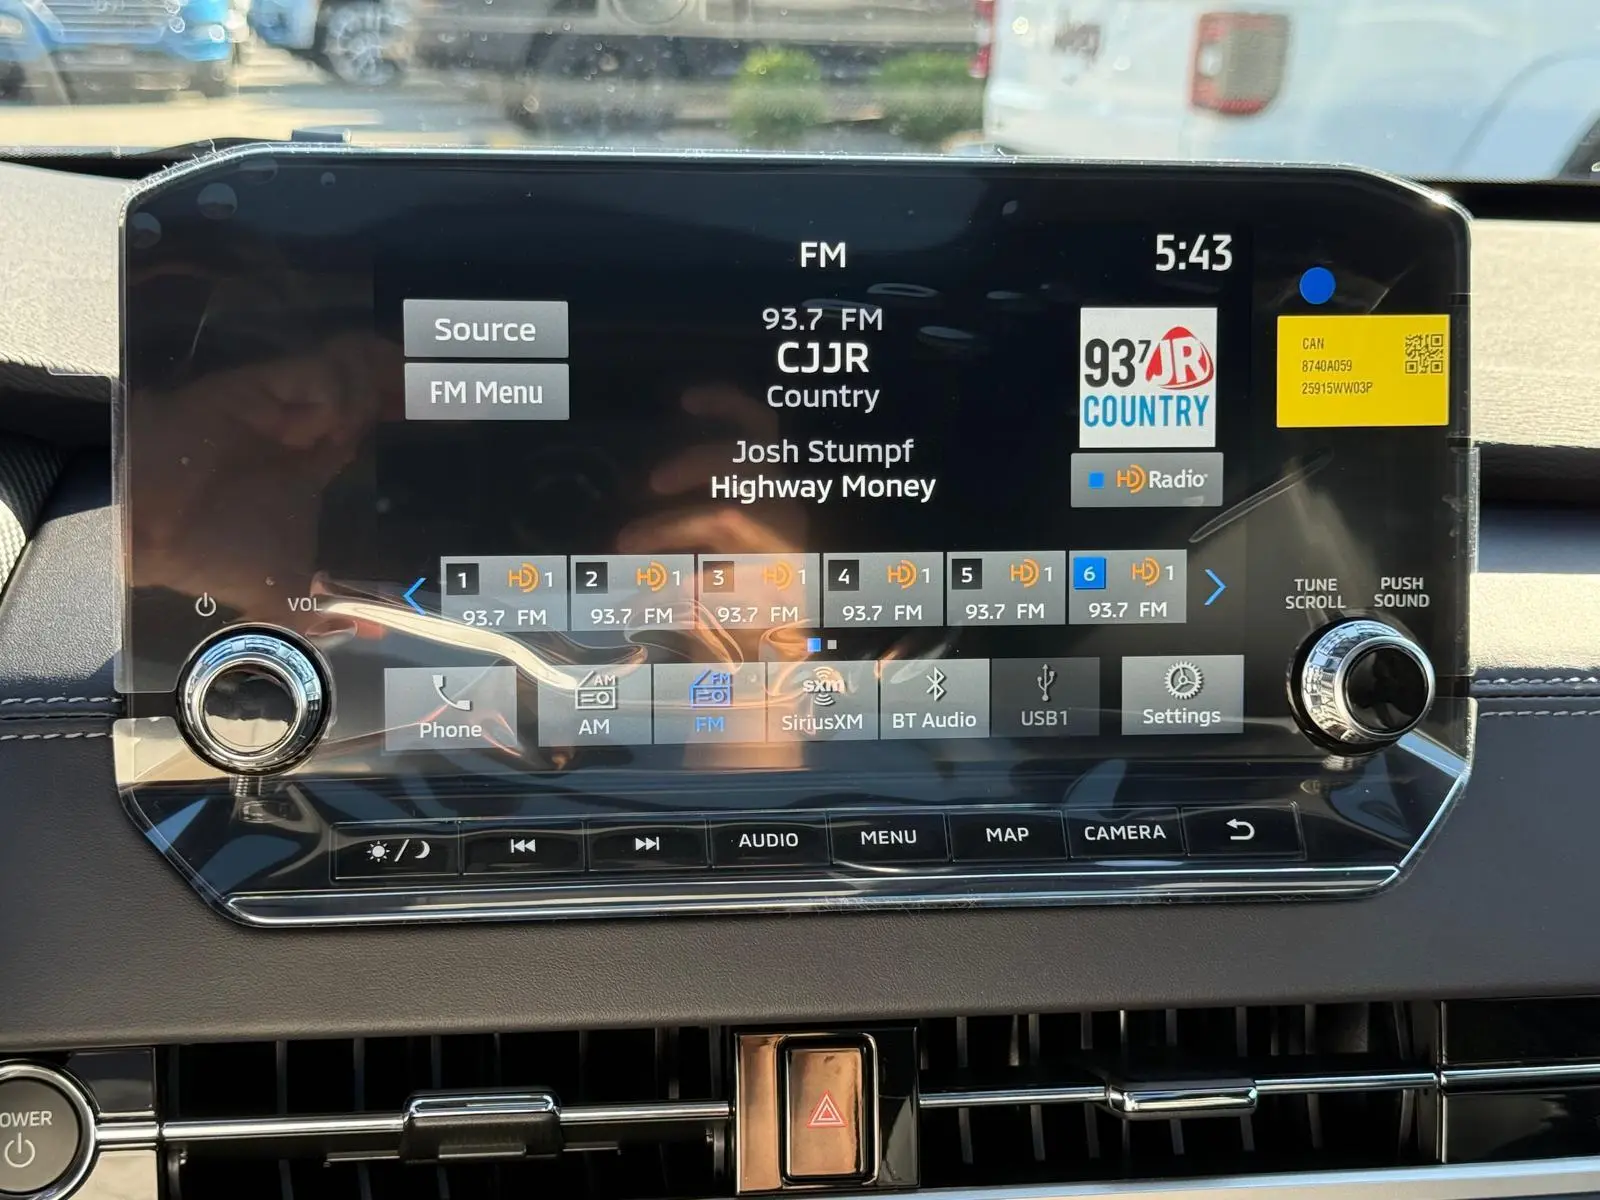 Jeep
FM
5:43
Source
FM Menu
93.7 FM
CJJR
Country
Josh Stumpf
Highway Money
93⁷ JR
COUNTRY
HD Radio
CAN
8740A059
25915WW03P
1 HD 1
93.7 FM
2 HD 1
93.7 FM
3 HD 1
93.7 FM
4 HD 1
93.7 FM
5 HD 1
93.7 FM
6 HD 1
93.7 FM
VOL
TUNE
SCROLL
PUSH
SOUND
Phone
AM
AM
FM
FM
sxm
SiriusXM
BT Audio
USB1
Settings
AUDIO
MENU
MAP
CAMERA
OWER